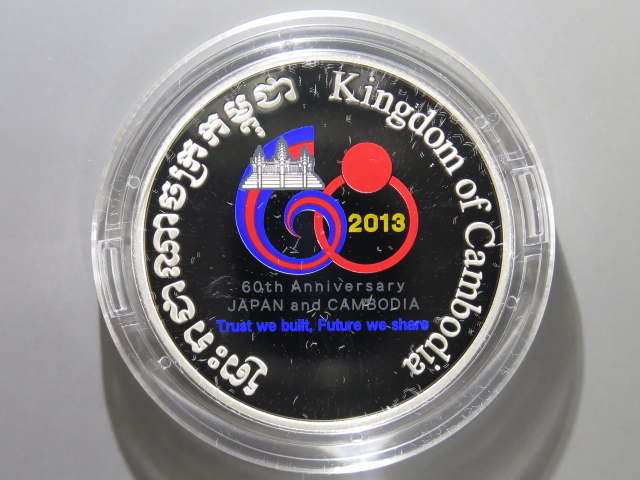 ព្រះរាជាណាចក្រកម្ពុជា
Kingdom of Cambodia
2013
60th Anniversary
JAPAN and CAMBODIA
Trust we built, Future we share